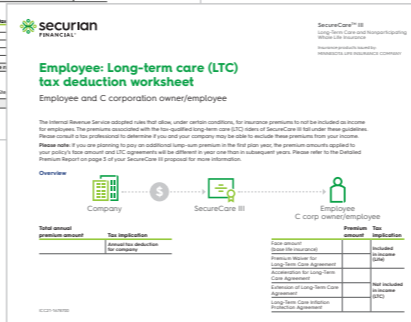 securian
FINANCIAL®
SecureCare™ III
Long-Term Care and Nonparticipating
Whole Life Insurance
Insurance products issued by:
MINNESOTA LIFE INSURANCE COMPANY
Employee: Long-term care (LTC)
tax deduction worksheet
Employee and C corporation owner/employee
The Internal Revenue Service adopted rules that allow, under certain conditions, for insurance premiums to not be included as income
for employees. The premiums associated with the tax-qualified long-term care (LTC) riders of SecureCare III fall under these guidelines.
Please consult a tax professional to determine if you and your company may be able to exclude these premiums from your income.
Please note: If you are planning to pay an additional lump-sum premium in the first plan year, the premium amounts applied to
your policy's face amount and LTC agreements will be different in year one than in subsequent years. Please refer to the Detailed
Premium Report on page 3 of your SecureCare III proposal for more information.
Overview
$
Company
SecureCare III
Employee
C corp owner/employee
Total annual
premium amount
Tax implication
Annual tax deduction
for company
Premium
amount
Tax
implication
Face amount
(base life insurance)
Included
in income
(Life)
Premium Waiver for
Long-Term Care Agreement
Acceleration for Long-Term
Care Agreement
Not included
in income
(LTC)
Extension of Long-Term Care
Agreement
Long-Term Care Inflation
Protection Agreement